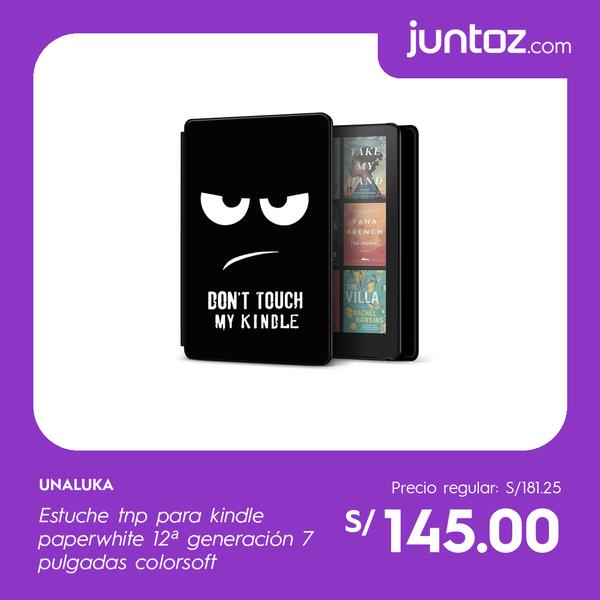 juntoz.com
DON'T TOUCH
MY KINDLE
TAKE
MY
HAND
TANA
FRENCH
The Hunter
THE
VILLA
RACHEL
HAWKINS
UNALUKA
Estuche tnp para kindle
paperwhite 12ª generación 7
pulgadas colorsoft
Precio regular: S/181.25
S/145.00